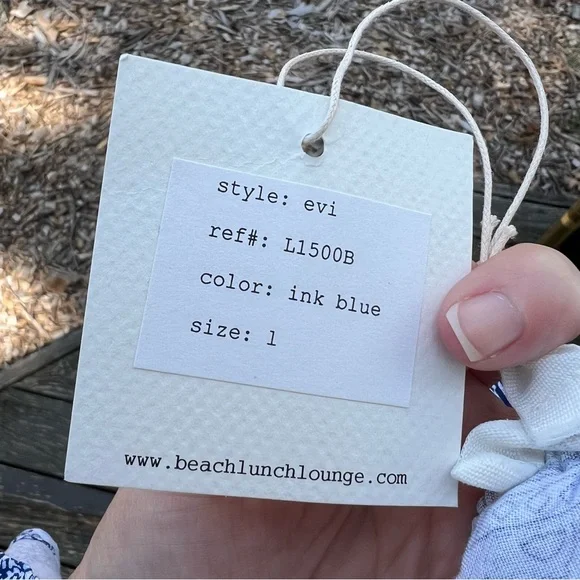 style: evi
ref#: L1500B
color: ink blue
size: l
www.beachlunchlounge.com